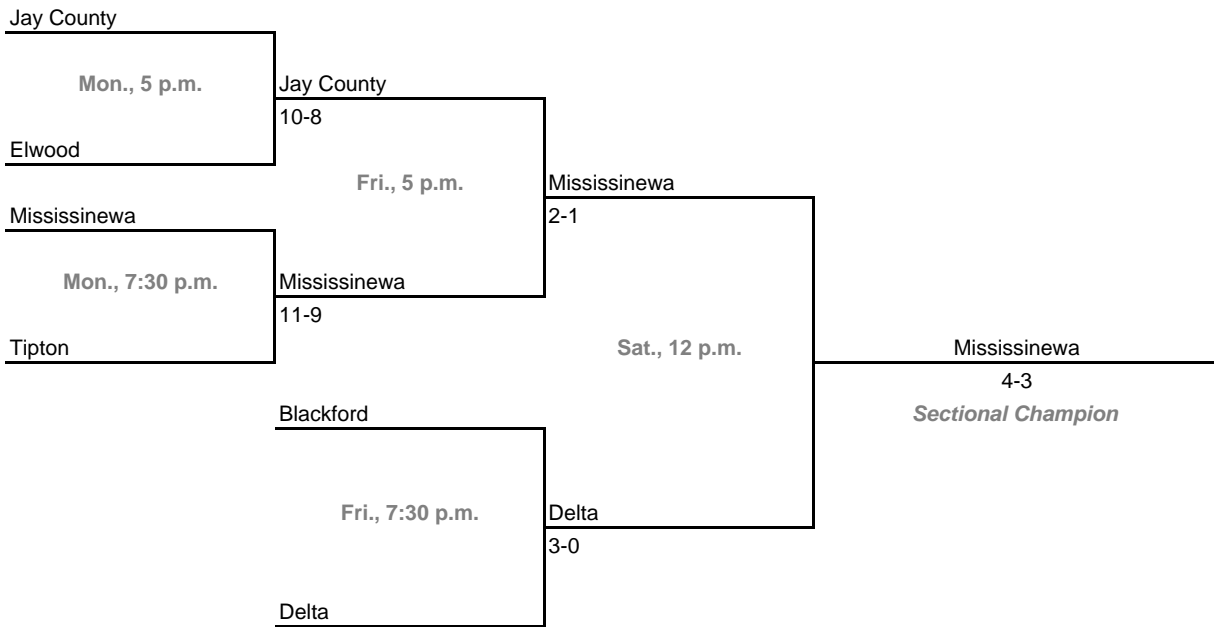 Jay County
Mon., 5 p.m.
Jay County
10-8
Elwood
Fri., 5 p.m.
Mississinewa
Mississinewa
2-1
Mon., 7:30 p.m.
Mississinewa
11-9
Tipton
Sat., 12 p.m.
Mississinewa
4-3
Blackford
Sectional Champion
Fri., 7:30 p.m.
Delta
3-0
Delta